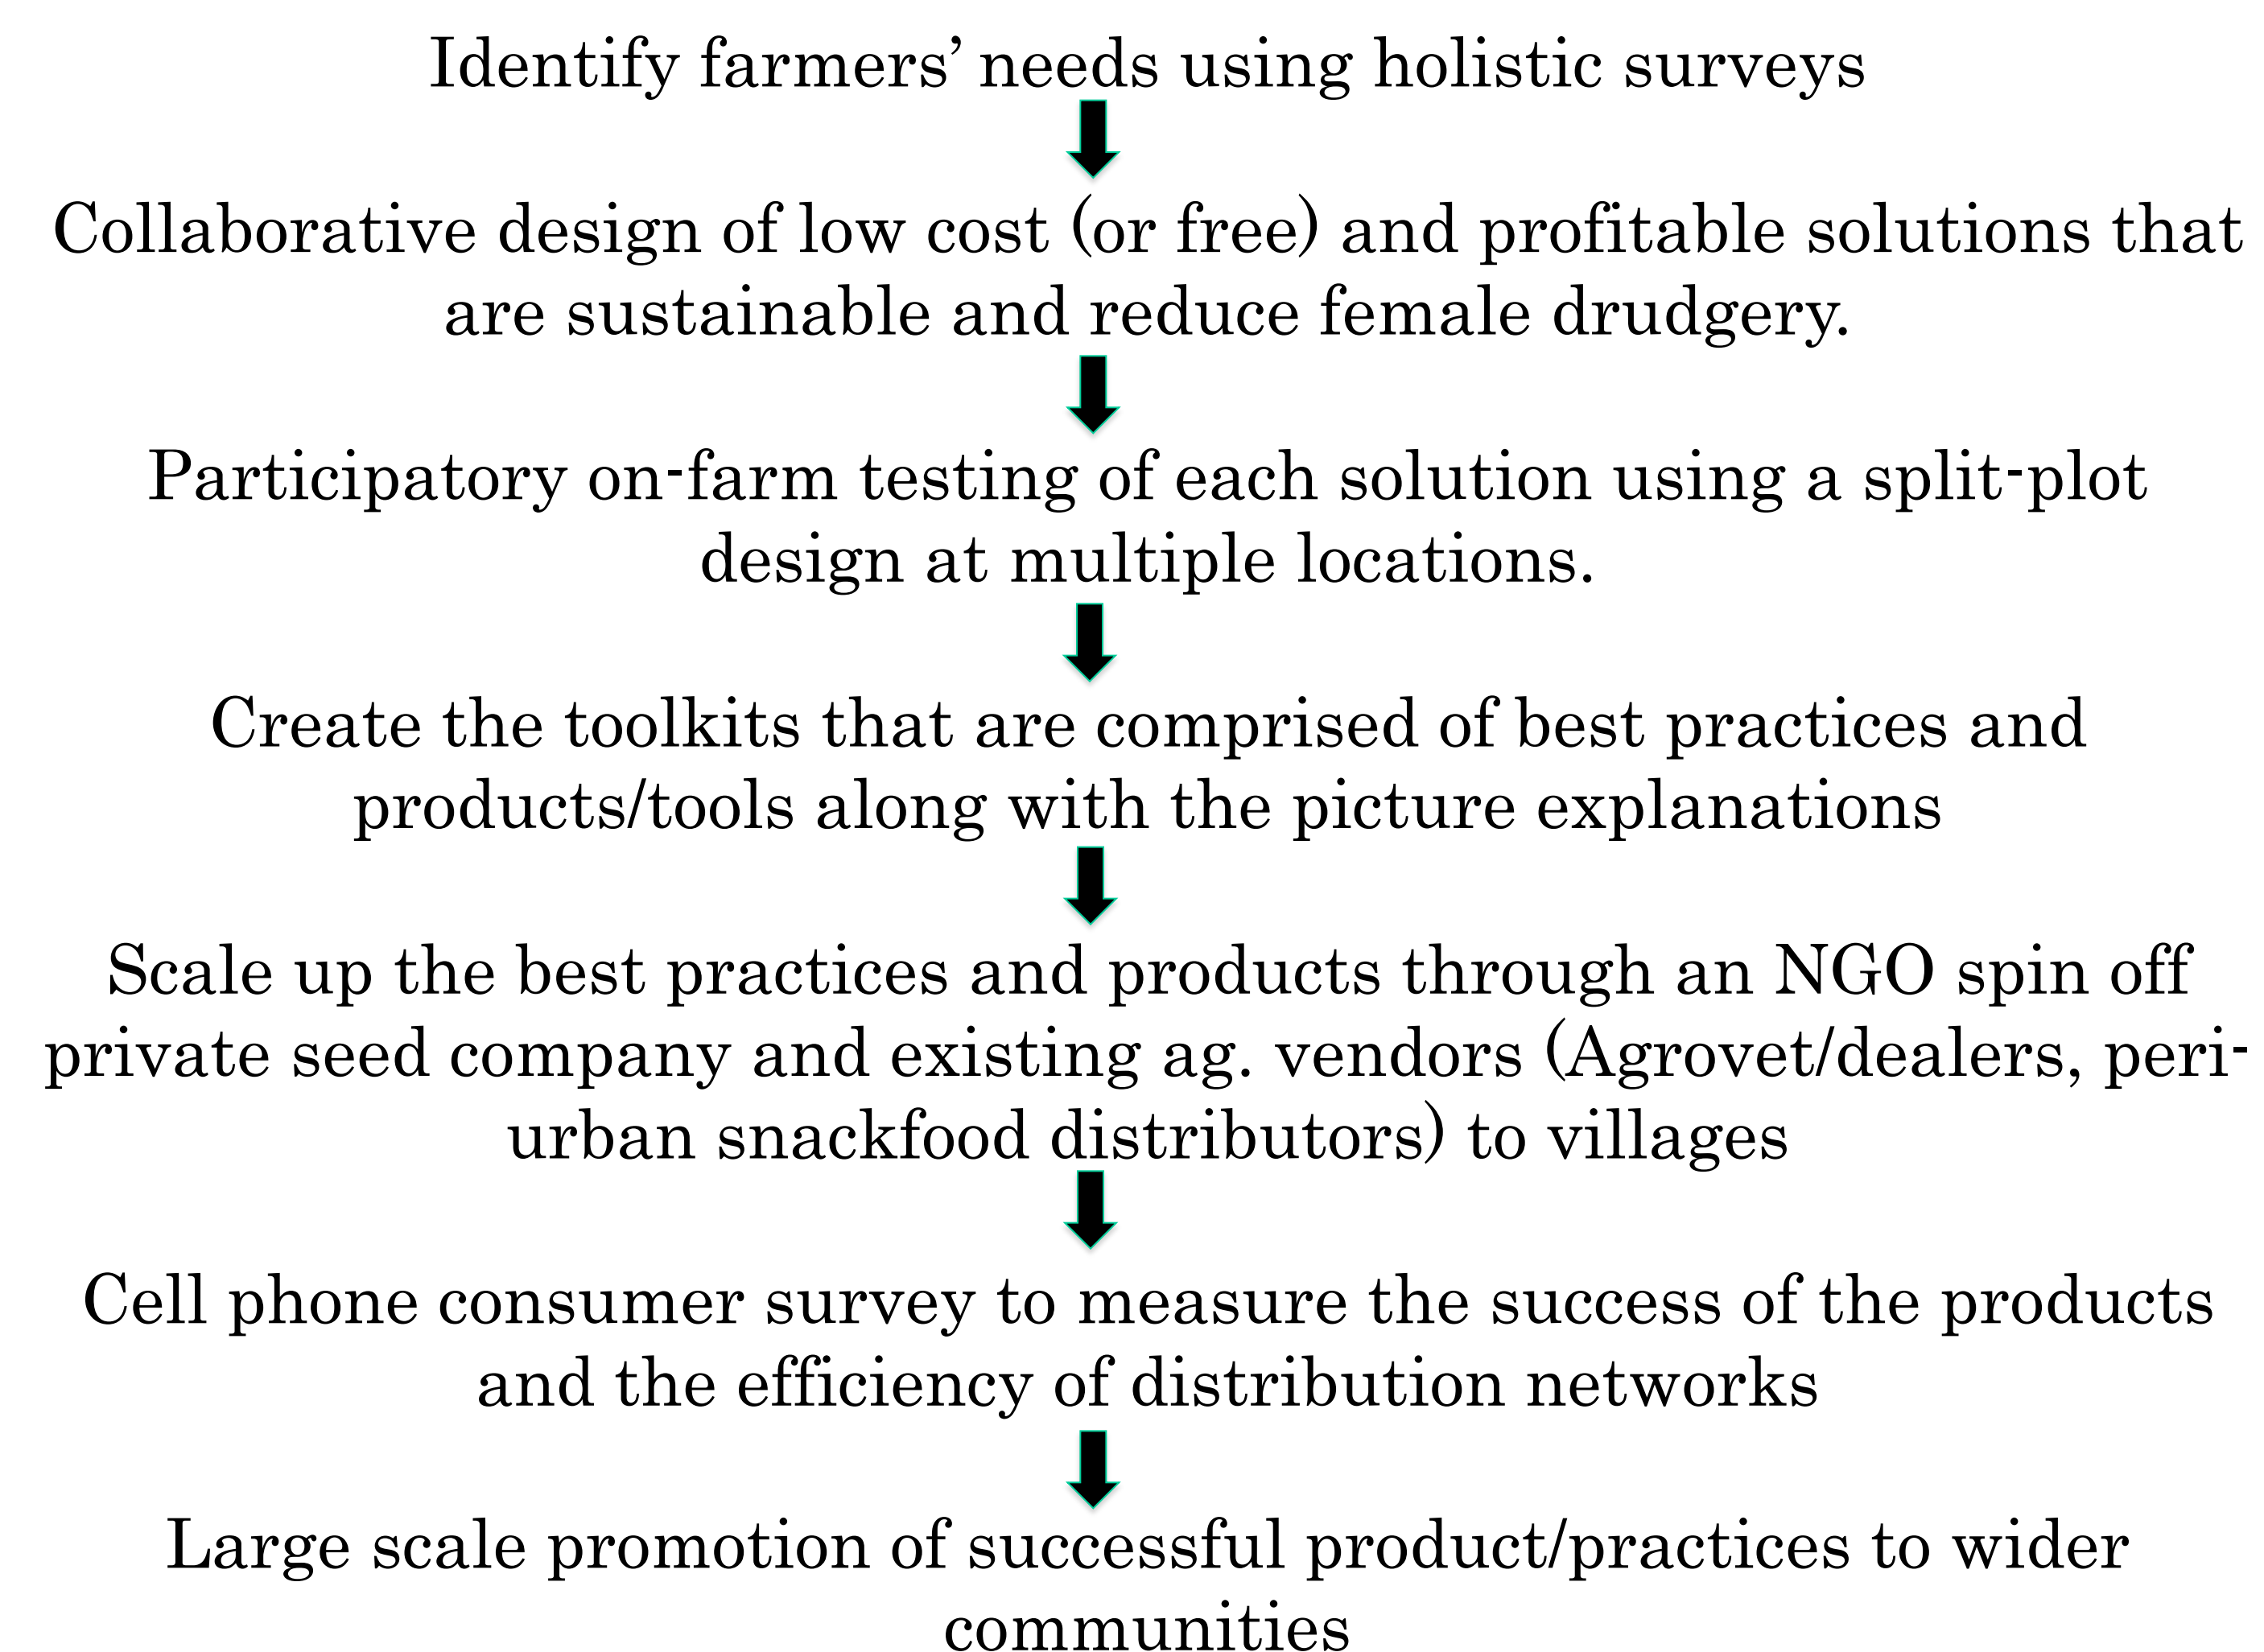 Identify farmers’ needs using holistic surveys
Collaborative design of low cost (or free) and profitable solutions that
are sustainable and reduce female drudgery.
Participatory on-farm testing of each solution using a split-plot
design at multiple locations.
Create the toolkits that are comprised of best practices and
products/tools along with the picture explanations
Scale up the best practices and products through an NGO spin off
private seed company and existing ag. vendors (Agrovet/dealers, peri-
urban snackfood distributors) to villages
Cell phone consumer survey to measure the success of the products
and the efficiency of distribution networks
Large scale promotion of successful product/practices to wider
communities